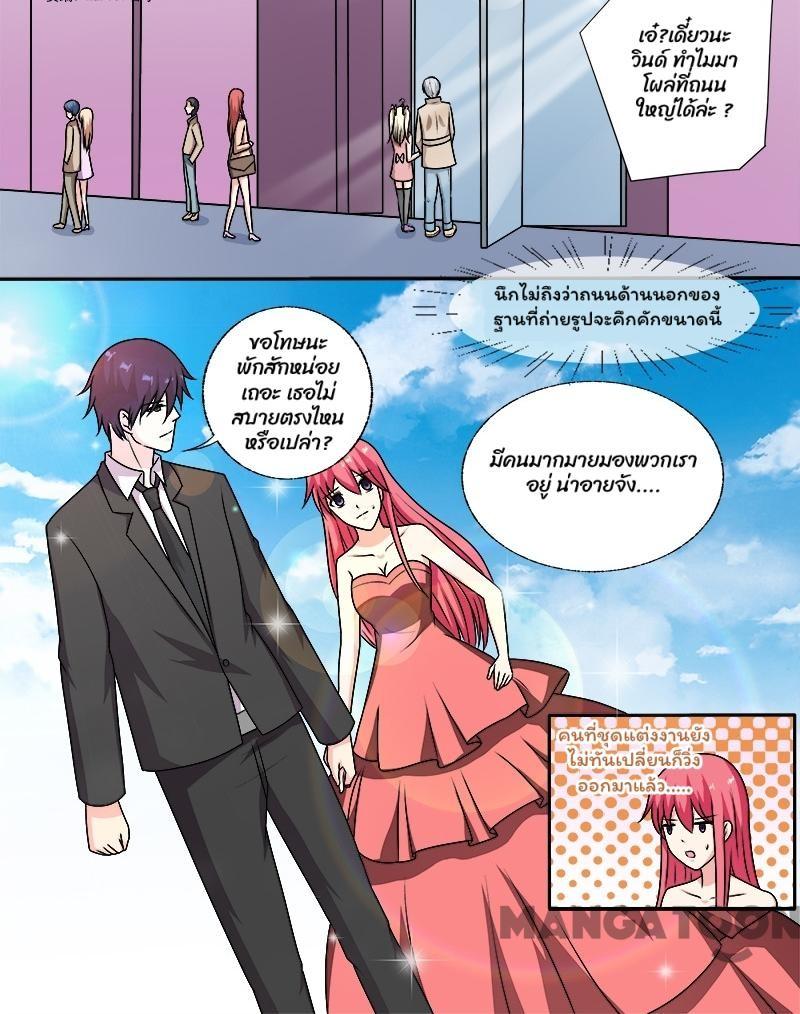 เอ๋?เดี๋ยวนะ
วินด์ ทำไมมา
โผล่ที่ถนน
ใหญ่ได้ล่ะ ?
นึกไม่ถึงว่าถนนด้านนอกของ
ฐานที่ถ่ายรูปจะคึกคักขนาดนี้
ขอโทษนะ
พักสักหน่อย
เถอะ เธอไม่
สบายตรงไหน
หรือเปล่า?
มีคนมากมายมองพวกเรา
อยู่ น่าอายจัง....
คนที่ชุดแต่งงานยัง
ไม่ทันเปลี่ยนก็วิ่ง
ออกมาแล้ว.....
MANGATOON